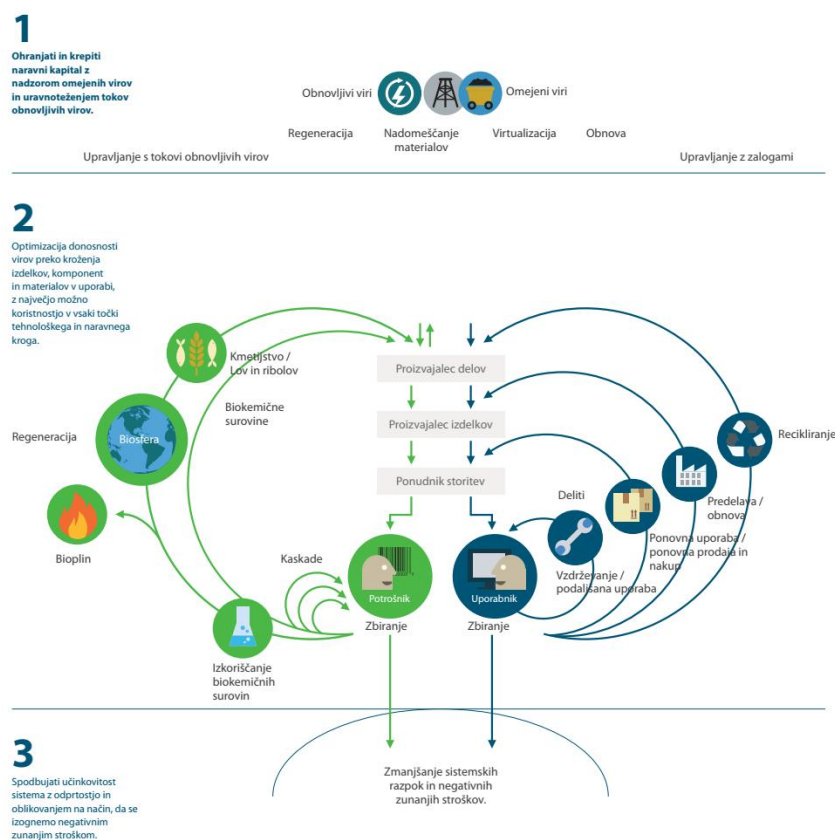 1
Ohranjati in krepiti
naravni kapital z
nadzorom omejenih virov
in uravnoteženjem tokov
obnovljivih virov.
Obnovljivi viri
Omejeni viri
Regeneracija
Nadomeščanje
materialov
Virtualizacija
Obnova
Upravljanje s tokovi obnovljivih virov
Upravljanje z zalogami
2
Optimizacija donosnosti
virov preko kroženja
izdelkov, komponent
in materialov v uporabi,
z največjo možno
koristnostjo v vsaki točki
tehnološkega in naravnega
kroga.
Kmetijstvo /
Lov in ribolov
Biokemične
surovine
Regeneracija
Biosfera
Bioplin
Kaskade
Izkoriščanje
biokemičnih
surovin
Proizvajalec delov
Proizvajalec izdelkov
Ponudnik storitev
Potrošnik
Zbiranje
Uporabnik
Zbiranje
Deliti
Vzdrževanje /
podaljšana uporaba
Ponovna uporaba /
ponovna prodaja in
nakup
Predelava /
obnova
Recikliranje
3
Spodbujati učinkovitost
sistema z odprtostjo in
oblikovanjem na način, da se
izognemo negativnim
zunanjim stroškom.
Zmanjšanje sistemskih
razpok in negativnih
zunanjih stroškov.